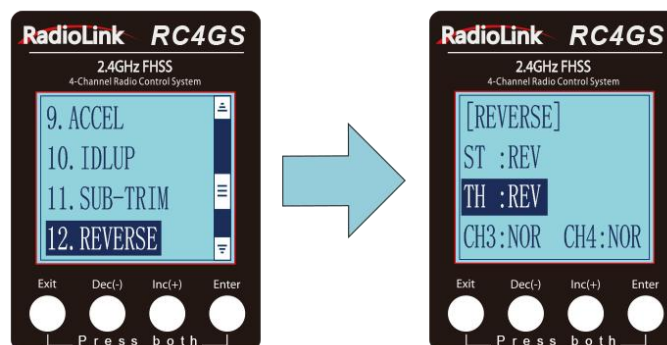 RadioLink RC4GS
2.4GHz FHSS
4-Channel Radio Control System
9. ACCEL
10. IDLUP
11. SUB-TRIM
12. REVERSE
Exit Dec(-) Inc(+) Enter
Press both
RadioLink RC4GS
2.4GHz FHSS
4-Channel Radio Control System
[REVERSE]
ST :REV
TH :REV
CH3:NOR CH4:NOR
Exit Dec(-) Inc(+) Enter
Press both